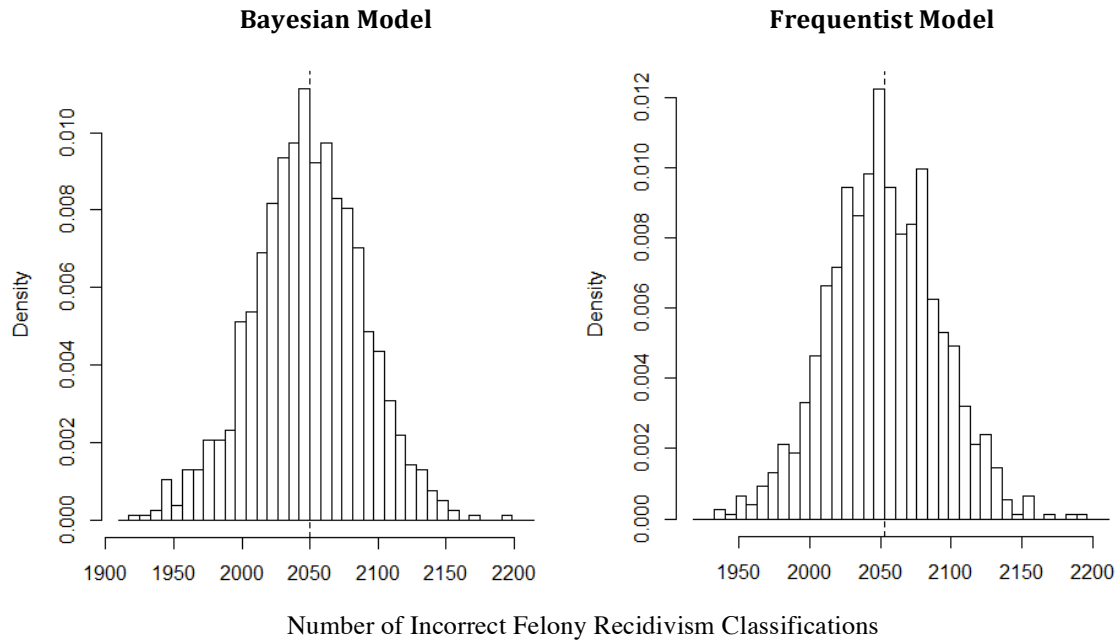 Bayesian Model
Frequentist Model
Density
0.000 0.002 0.004 0.006 0.008 0.010
1900 1950 2000 2050 2100 2150 2200
Density
0.000 0.002 0.004 0.006 0.008 0.010 0.012
1950 2000 2050 2100 2150 2200
Number of Incorrect Felony Recidivism Classifications